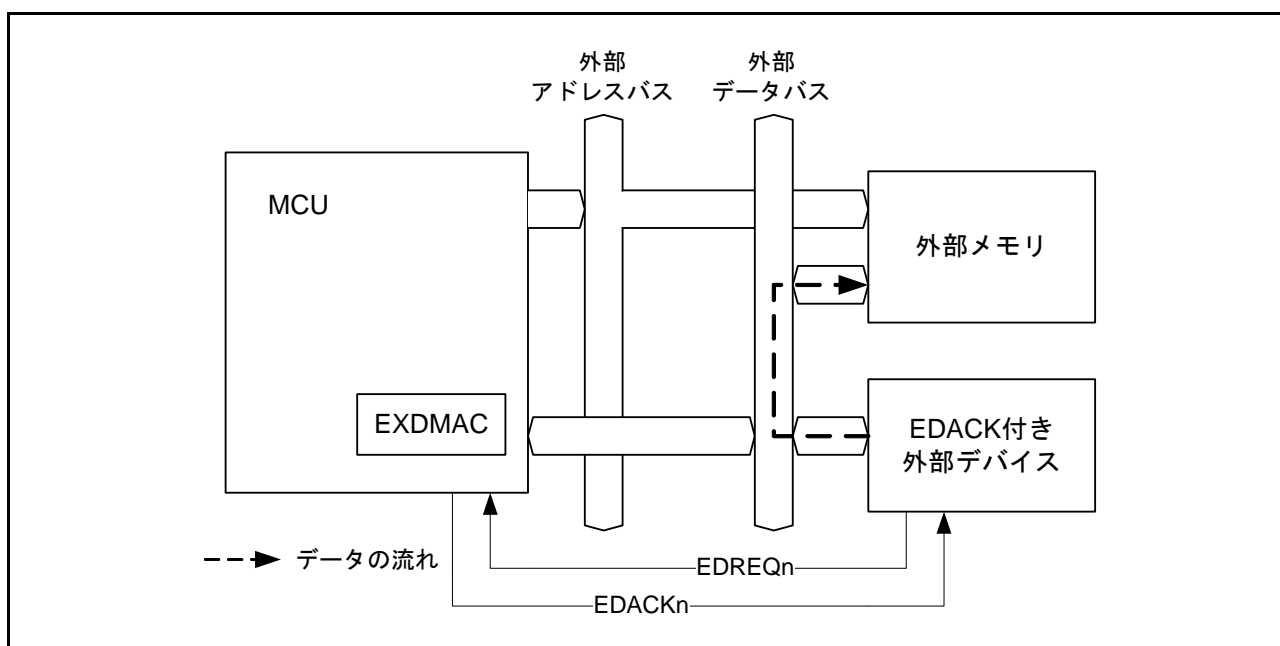 外部
アドレスバス
外部
データバス
MCU
外部メモリ
EXDMAC
EDACK付き
外部デバイス
データの流れ
EDREQn
EDACKn